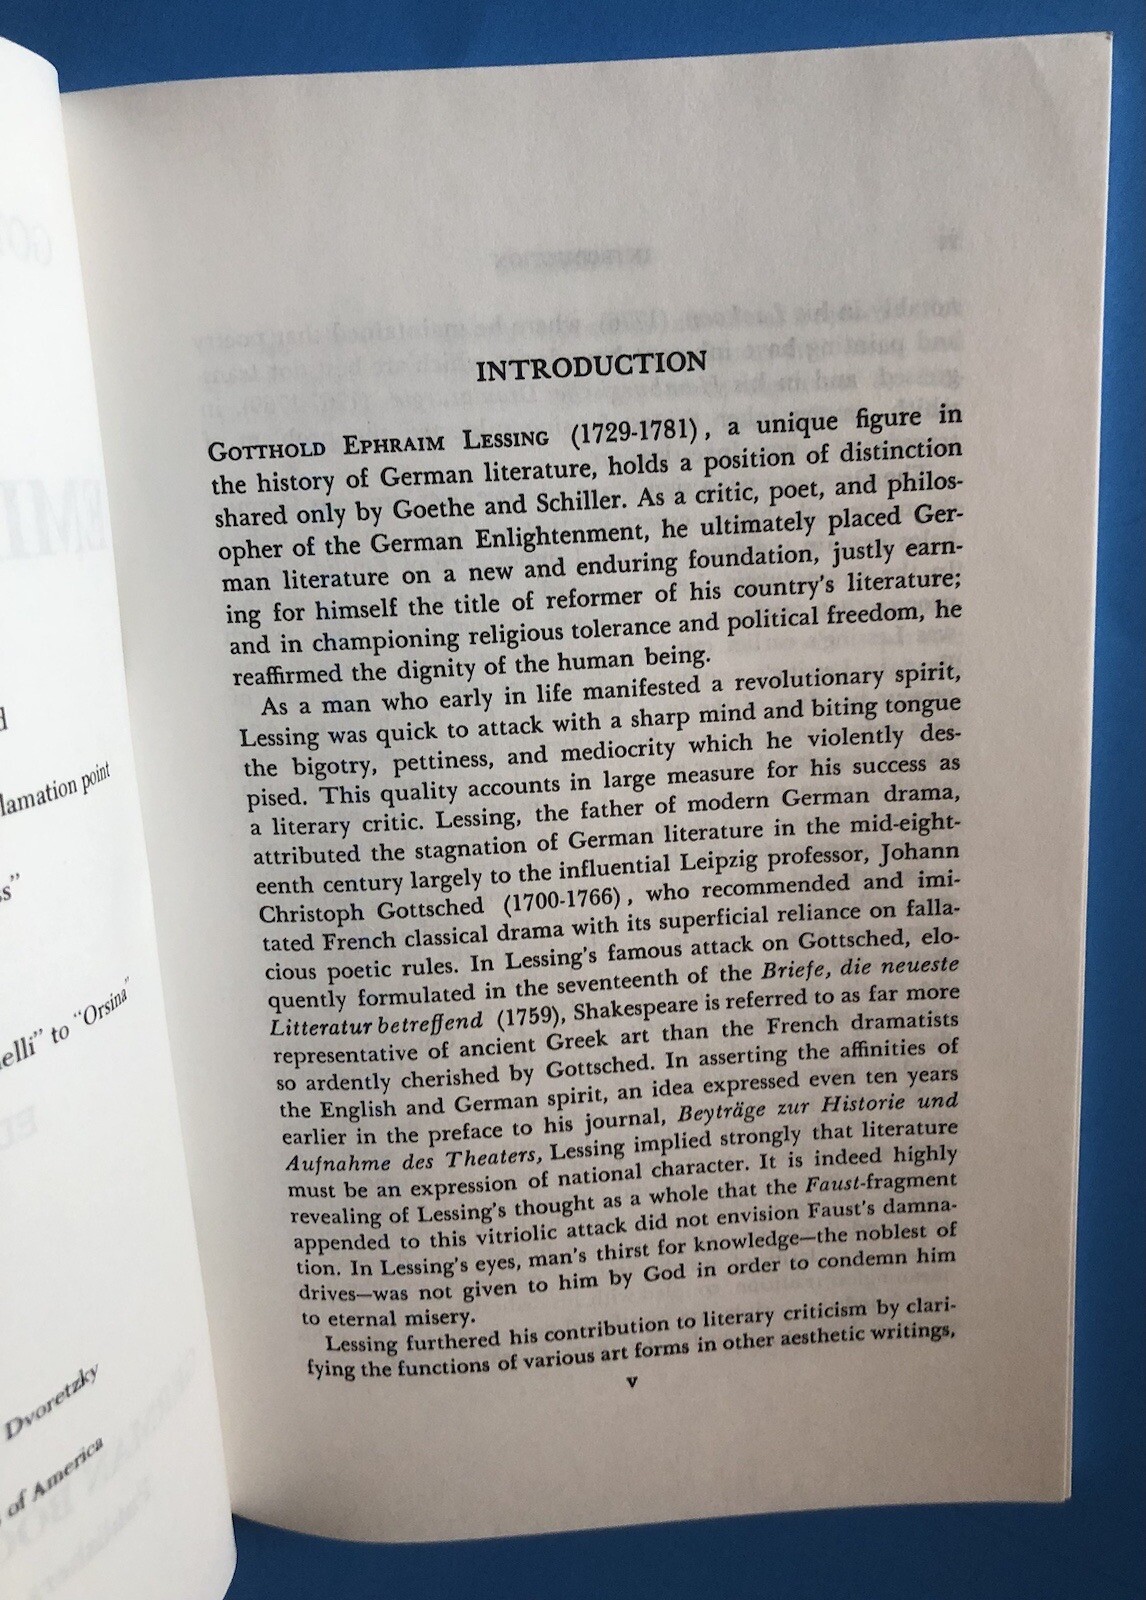 d
lamation point
s"
elli" to "Orsina"
Dvoretzky
of America
INTRODUCTION
GOTTHOLD EPHRAIM LESSING (1729-1781), a unique figure in
the history of German literature, holds a position of distinction
shared only by Goethe and Schiller. As a critic, poet, and philos-
opher of the German Enlightenment, he ultimately placed Ger-
man literature on a new and enduring foundation, justly earn-
ing for himself the title of reformer of his country's literature;
and in championing religious tolerance and political freedom, he
reaffirmed the dignity of the human being.
As a man who early in life manifested a revolutionary spirit,
Lessing was quick to attack with a sharp mind and biting tongue
the bigotry, pettiness, and mediocrity which he violently des-
pised. This quality accounts in large measure for his success as
a literary critic. Lessing, the father of modern German drama,
attributed the stagnation of German literature in the mid-eight-
eenth century largely to the influential Leipzig professor, Johann
Christoph Gottsched (1700-1766), who recommended and imi-
tated French classical drama with its superficial reliance on falla-
cious poetic rules. In Lessing's famous attack on Gottsched, elo-
quently formulated in the seventeenth of the Briefe, die neueste
Litteratur betreffend (1759), Shakespeare is referred to as far more
representative of ancient Greek art than the French dramatists
so ardently cherished by Gottsched. In asserting the affinities of
the English and German spirit, an idea expressed even ten years
earlier in the preface to his journal, Beyträge zur Historie und
Aufnahme des Theaters, Lessing implied strongly that literature
must be an expression of national character. It is indeed highly
revealing of Lessing's thought as a whole that the Faust-fragment
appended to this vitriolic attack did not envision Faust's damna-
tion. In Lessing's eyes, man's thirst for knowledge—the noblest of
drives—was not given to him by God in order to condemn him
to eternal misery.
Lessing furthered his contribution to literary criticism by clari-
fying the functions of various art forms in other aesthetic writings,
v